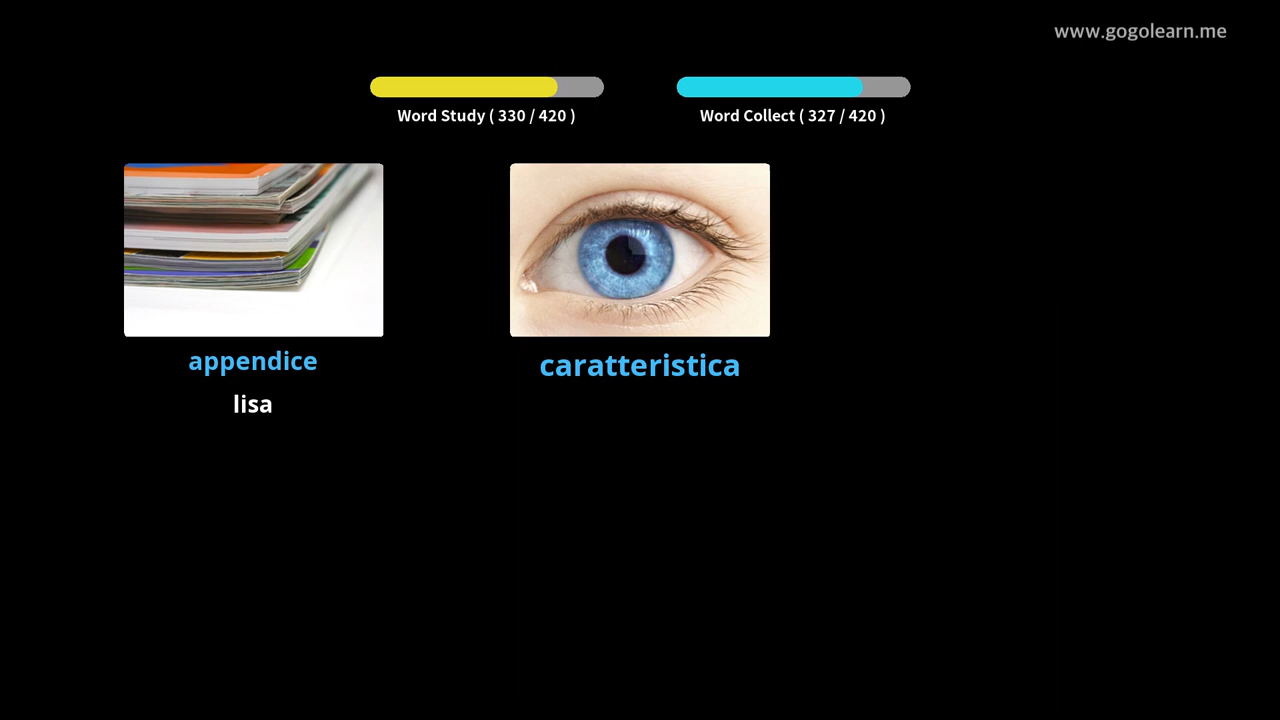 www.gogolearn.me
Word Study ( 330 / 420 )
Word Collect ( 327 / 420 )
appendice
lisa
caratteristica